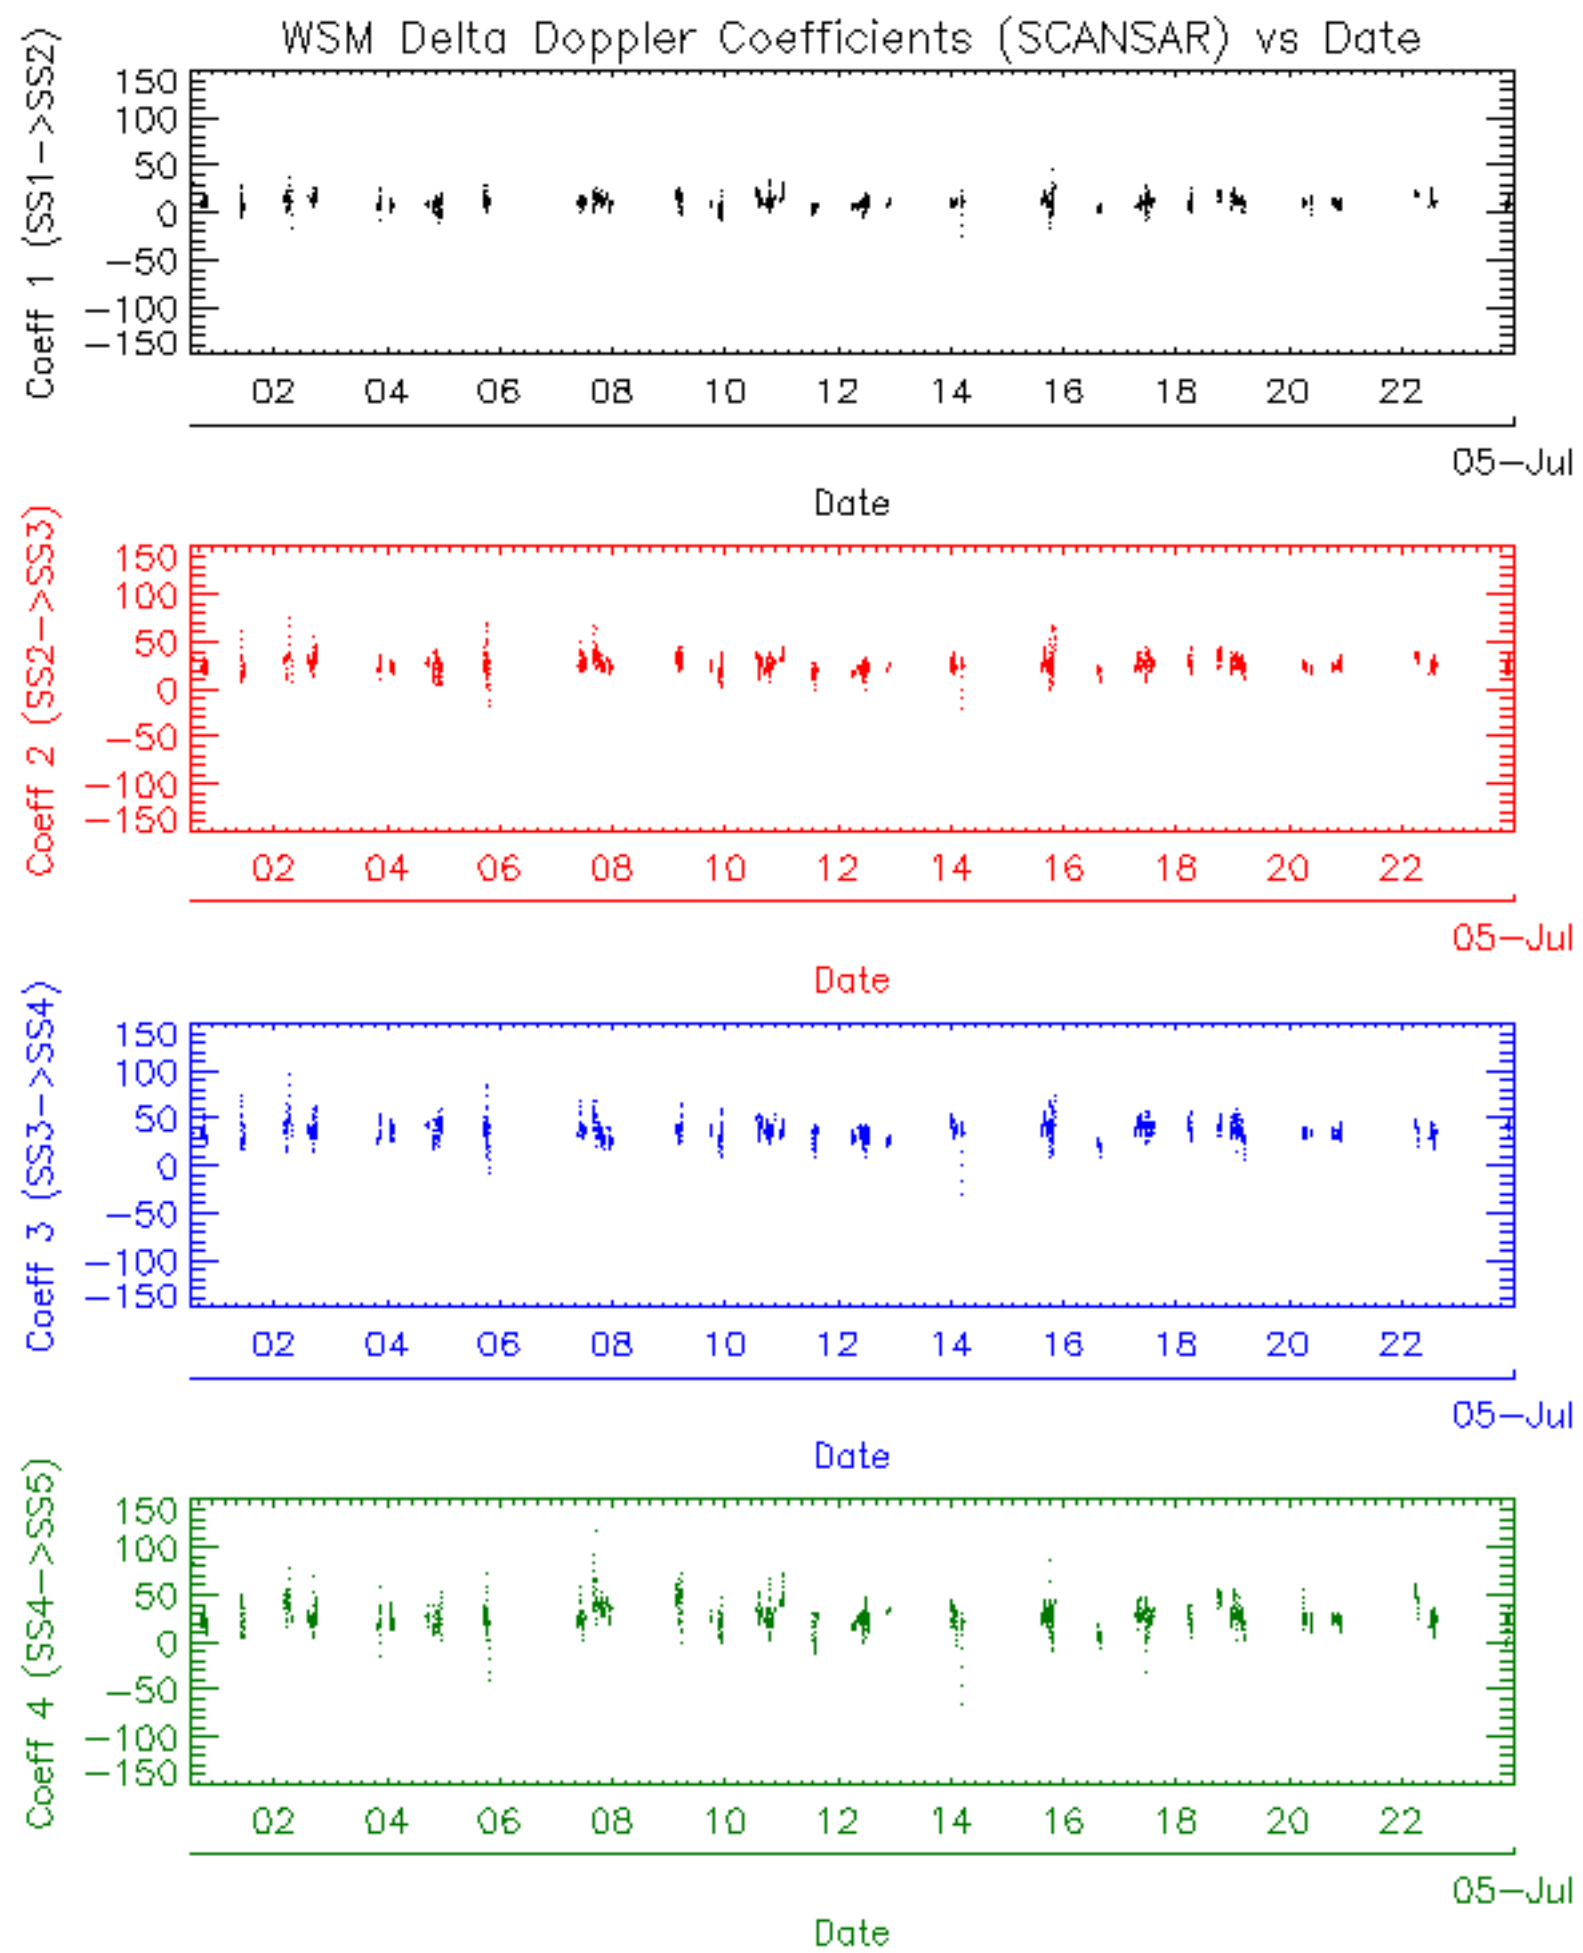 WSM Delta Doppler Coefficients (SCANSAR) vs Date
Coeff 1 (SS1->SS2)
150
100
50
0
-50
-100
-150
02 04 06 08 10 12 14 16 18 20 22
05-Jul
Date
Coeff 2 (SS2->SS3)
150
100
50
0
-50
-100
-150
02 04 06 08 10 12 14 16 18 20 22
05-Jul
Date
Coeff 3 (SS3->SS4)
150
100
50
0
-50
-100
-150
02 04 06 08 10 12 14 16 18 20 22
05-Jul
Date
Coeff 4 (SS4->SS5)
150
100
50
0
-50
-100
-150
02 04 06 08 10 12 14 16 18 20 22
05-Jul
Date